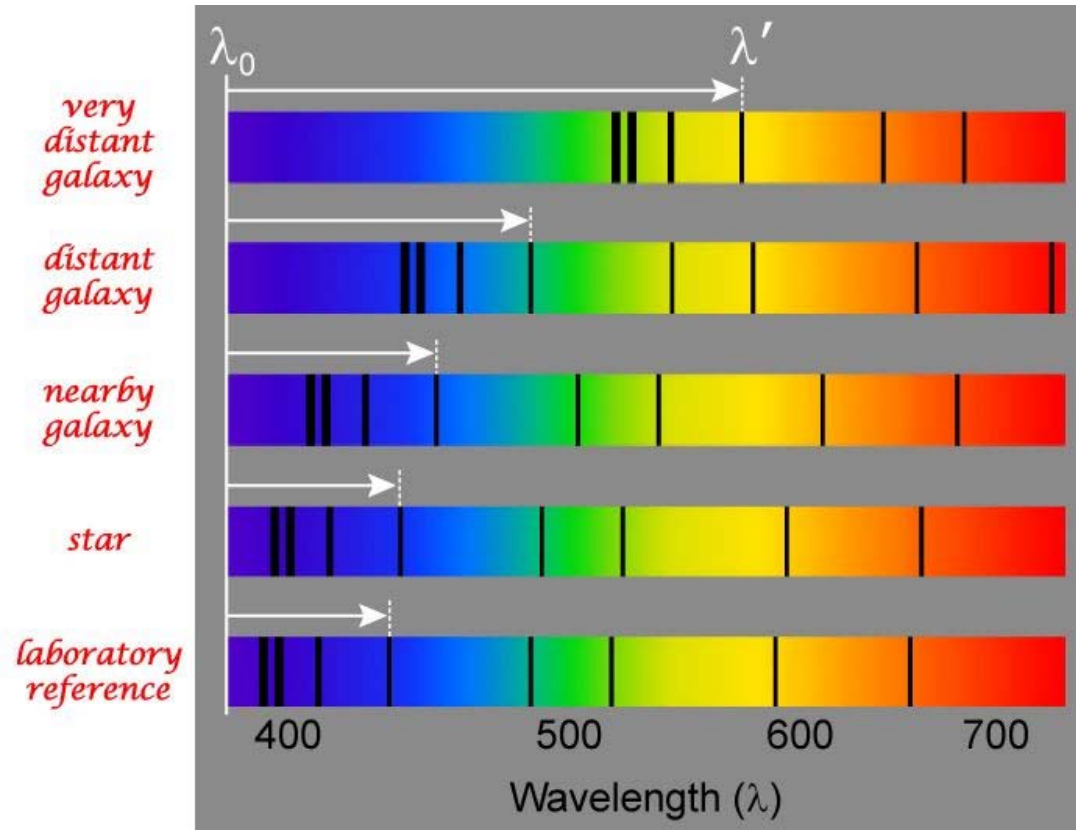 λ₀ λ′
very
distant
galaxy
distant
galaxy
nearby
galaxy
star
laboratory
reference
400 500 600 700
Wavelength (λ)